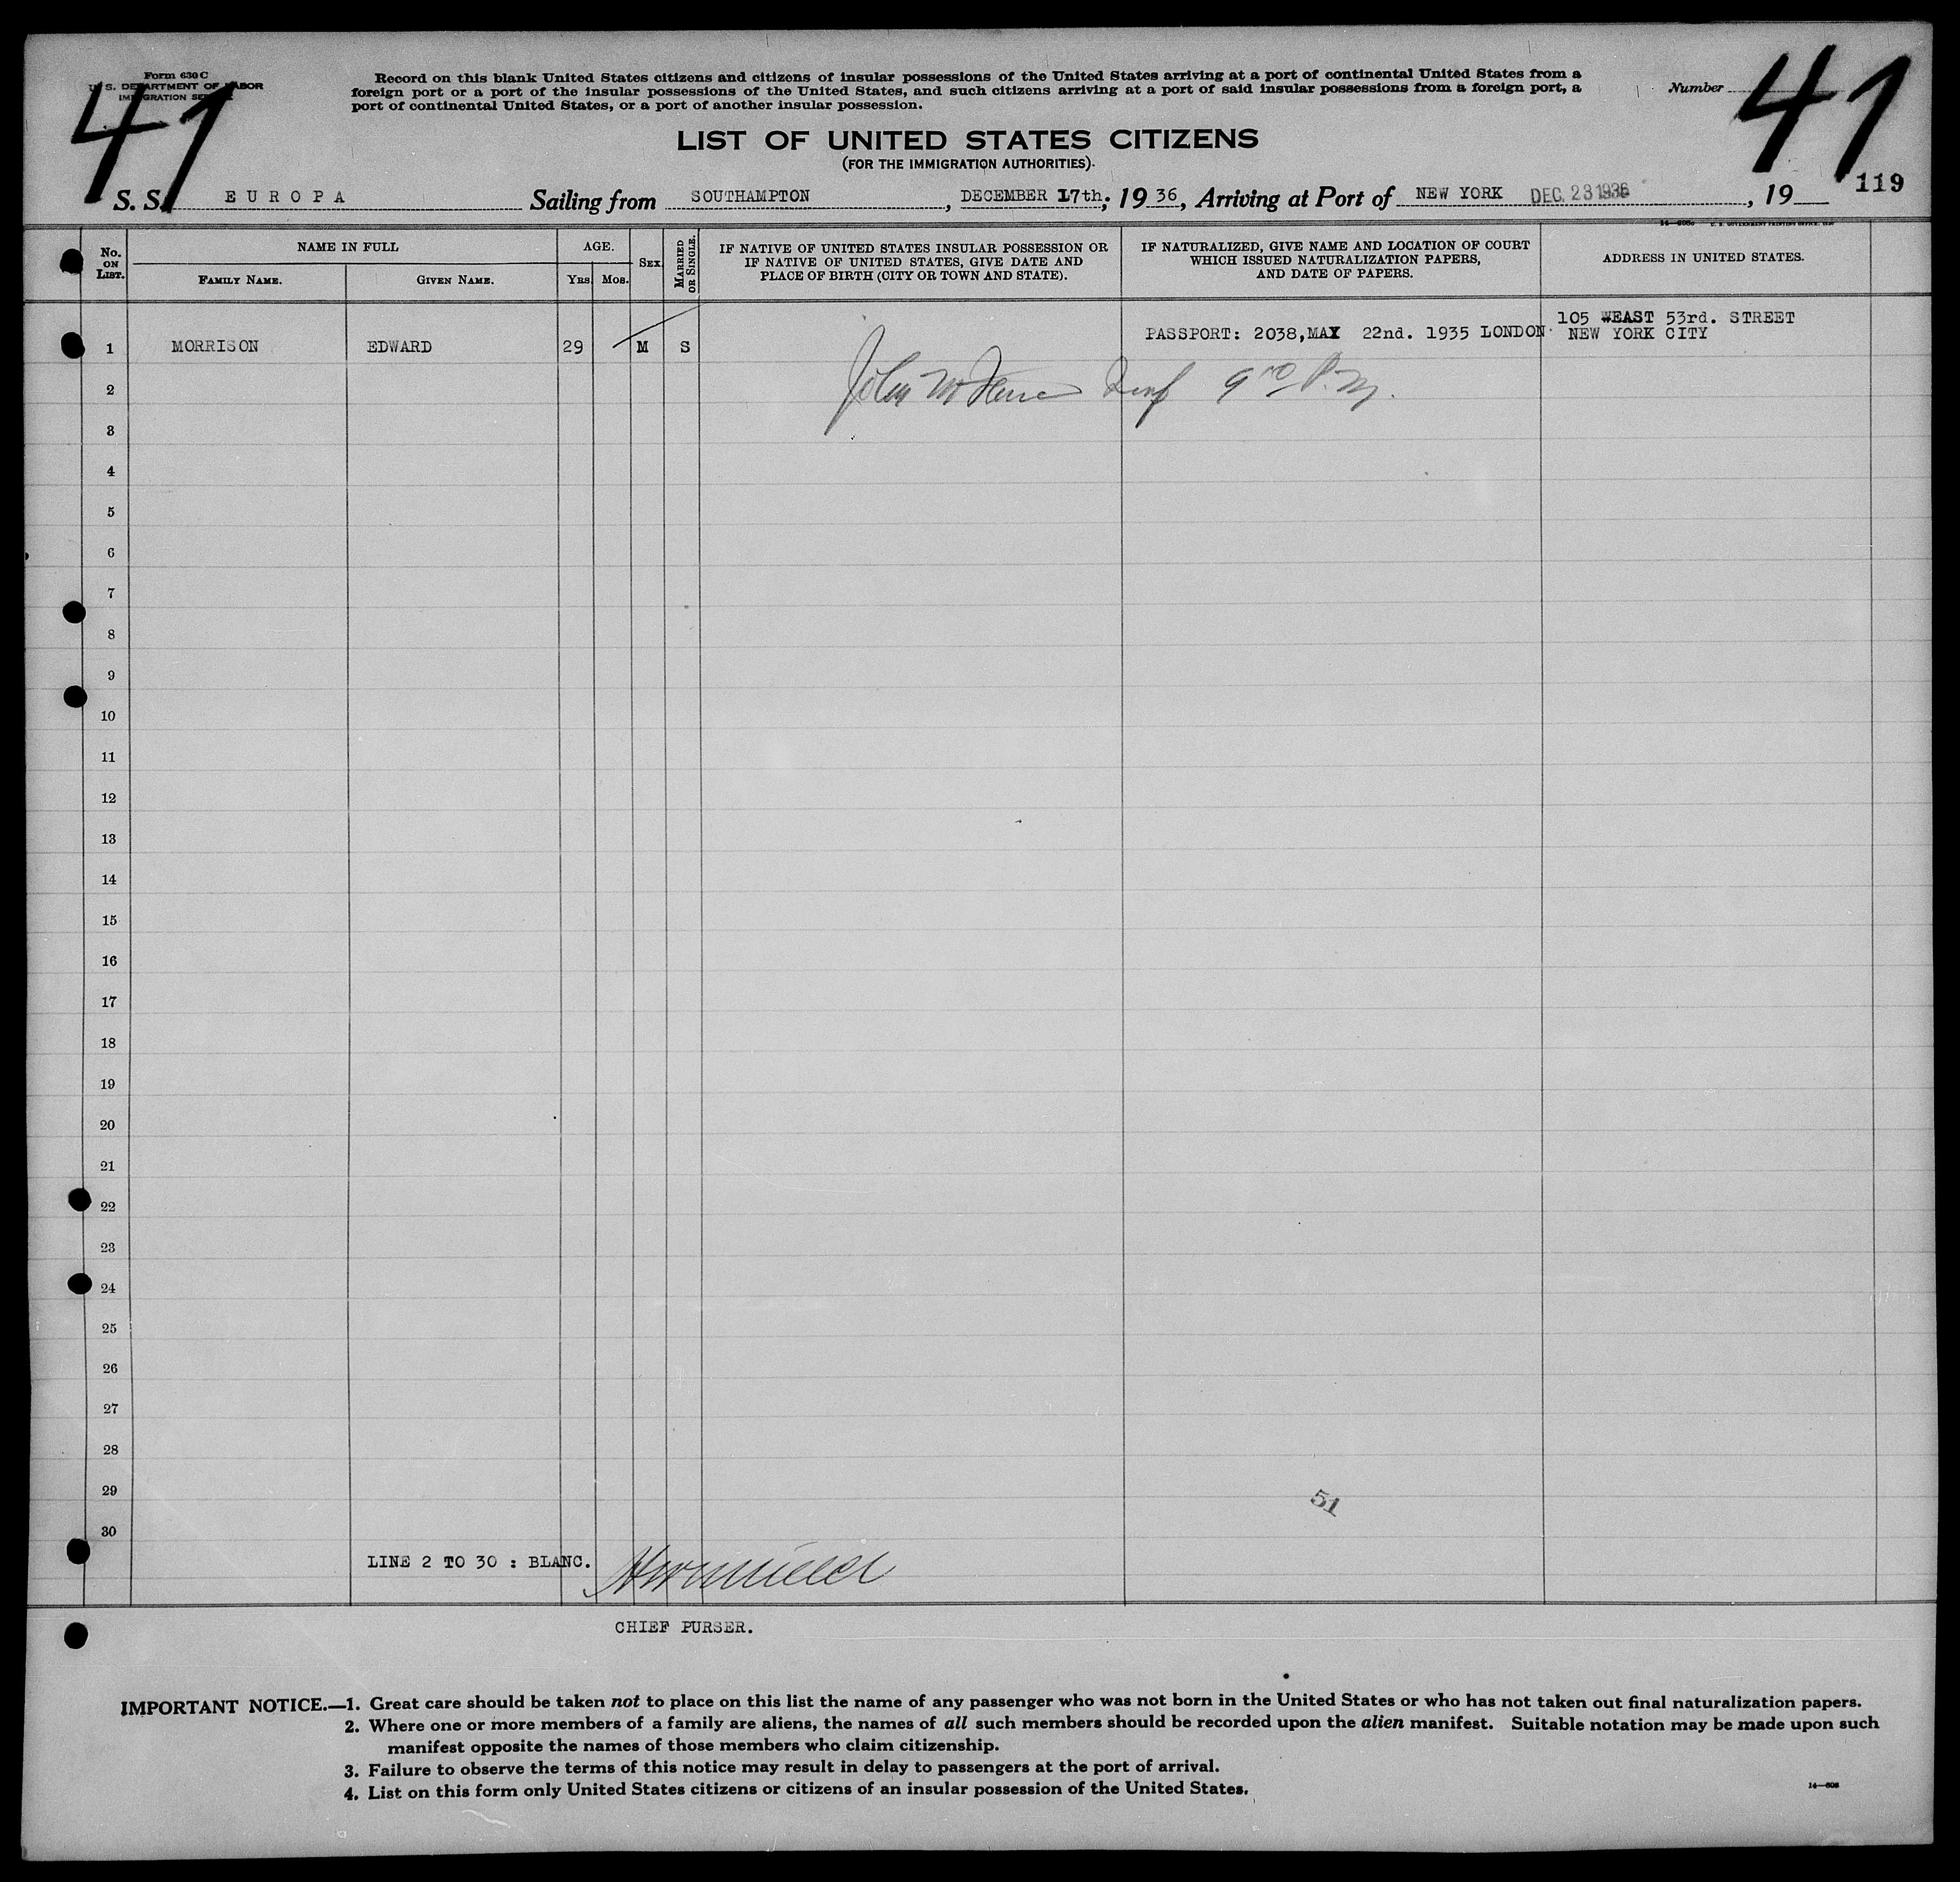 Form 630 C
U. S. DEPARTMENT OF LABOR
IMMIGRATION SERVICE
41
Record on this blank United States citizens and citizens of insular possessions of the United States arriving at a port of continental United States from a
foreign port or a port of the insular possessions of the United States, and such citizens arriving at a port of said insular possessions from a foreign port, a
port of continental United States, or a port of another insular possession.
Number
41
LIST OF UNITED STATES CITIZENS
(FOR THE IMMIGRATION AUTHORITIES).
119
S. S. EUROPA Sailing from SOUTHAMPTON, DECEMBER 17th, 1936, Arriving at Port of NEW YORK DEC. 23 1936, 19
No. ON LIST.
NAME IN FULL
FAMILY NAME.
GIVEN NAME.
AGE.
YRS. MOS.
SEX
MARRIED OR SINGLE.
IF NATIVE OF UNITED STATES INSULAR POSSESSION OR
IF NATIVE OF UNITED STATES, GIVE DATE AND
PLACE OF BIRTH (CITY OR TOWN AND STATE).
IF NATURALIZED, GIVE NAME AND LOCATION OF COURT
WHICH ISSUED NATURALIZATION PAPERS,
AND DATE OF PAPERS.
ADDRESS IN UNITED STATES.
1 MORRISON EDWARD 29 M S PASSPORT: 2038, MAY 22nd. 1935 LONDON
105 WEAST 53rd. STREET
NEW YORK CITY
2 John 9 00 P.M.
3
4
5
6
7
8
9
10
11
12
13
14
15
16
17
18
19
20
21
22
23
24
25
26
27
28
29
51
30
LINE 2 TO 30 : BLANC.
CHIEF PURSER.
IMPORTANT NOTICE.—1. Great care should be taken not to place on this list the name of any passenger who was not born in the United States or who has not taken out final naturalization papers.
2. Where one or more members of a family are aliens, the names of all such members should be recorded upon the alien manifest. Suitable notation may be made upon such
manifest opposite the names of those members who claim citizenship.
3. Failure to observe the terms of this notice may result in delay to passengers at the port of arrival.
4. List on this form only United States citizens or citizens of an insular possession of the United States.